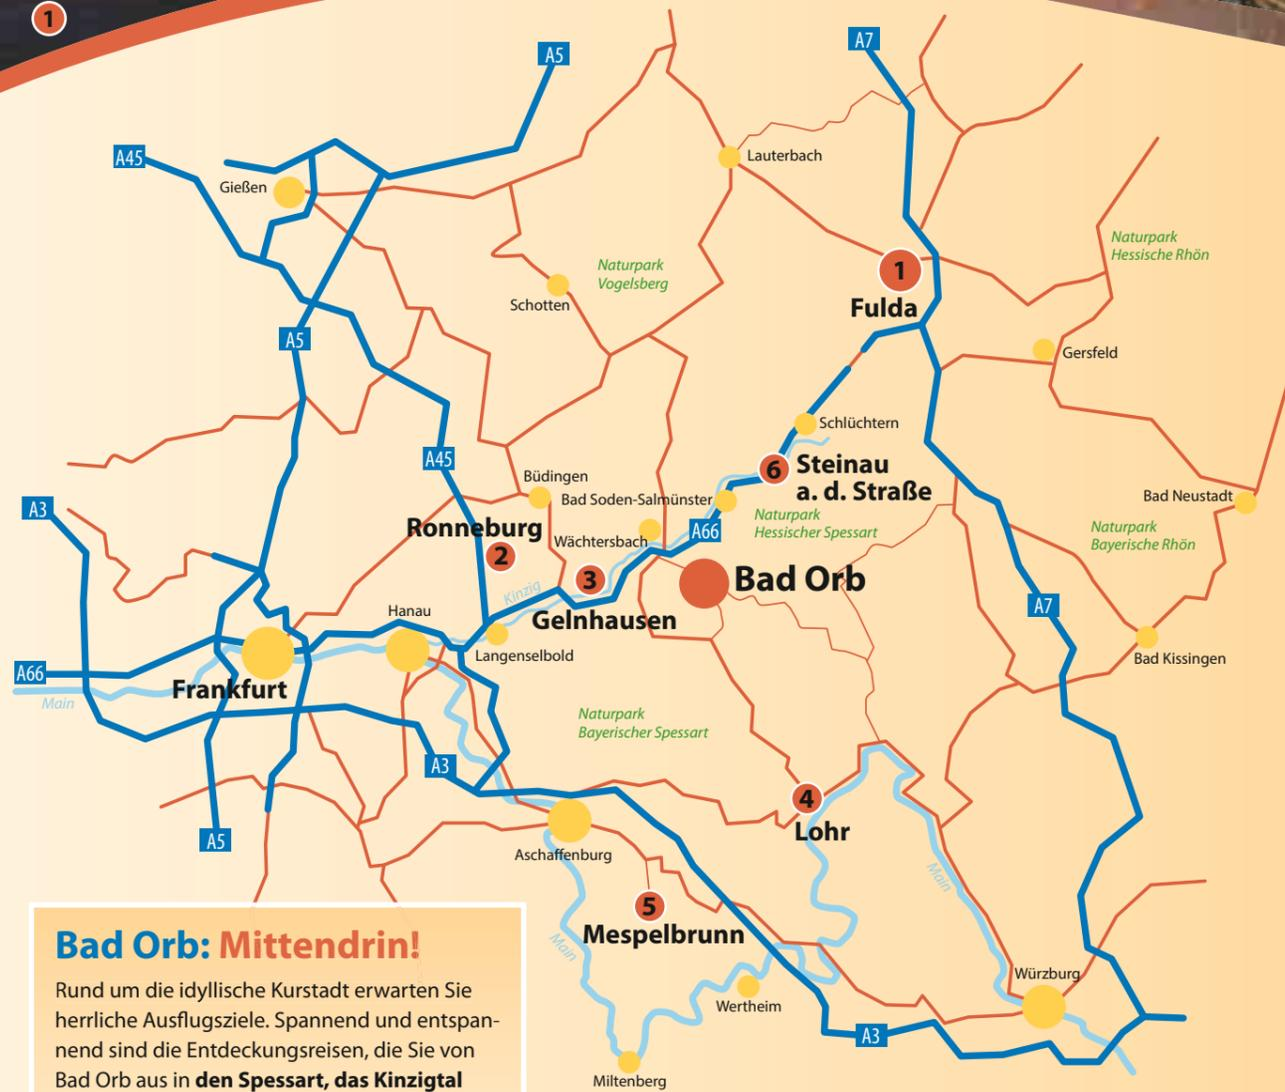 1
A5
A7
A45
Gießen
Lauterbach
Naturpark
Hessische Rhön
Naturpark
Vogelsberg
1
Fulda
Schotten
A5
Gersfeld
Schlüchtern
A45
6
Steinau
a. d. Straße
Büdingen
Bad Soden-Salmünster
Bad Neustadt
A3
Ronneburg
2
Wächtersbach
A66
Naturpark
Hessischer Spessart
Naturpark
Bayerische Rhön
3
Bad Orb
Kinzig
Hanau
Gelnhausen
A7
Langenselbold
Bad Kissingen
A66
Main
Frankfurt
Naturpark
Bayerischer Spessart
A3
4
Lohr
A5
Aschaffenburg
Main
5
Mespelbrunn
Main
Würzburg
Wertheim
A3
Miltenberg
Bad Orb: Mittendrin!
Rund um die idyllische Kurstadt erwarten Sie
herrliche Ausflugsziele. Spannend und entspan-
nend sind die Entdeckungsreisen, die Sie von
Bad Orb aus in den Spessart, das Kinzigtal